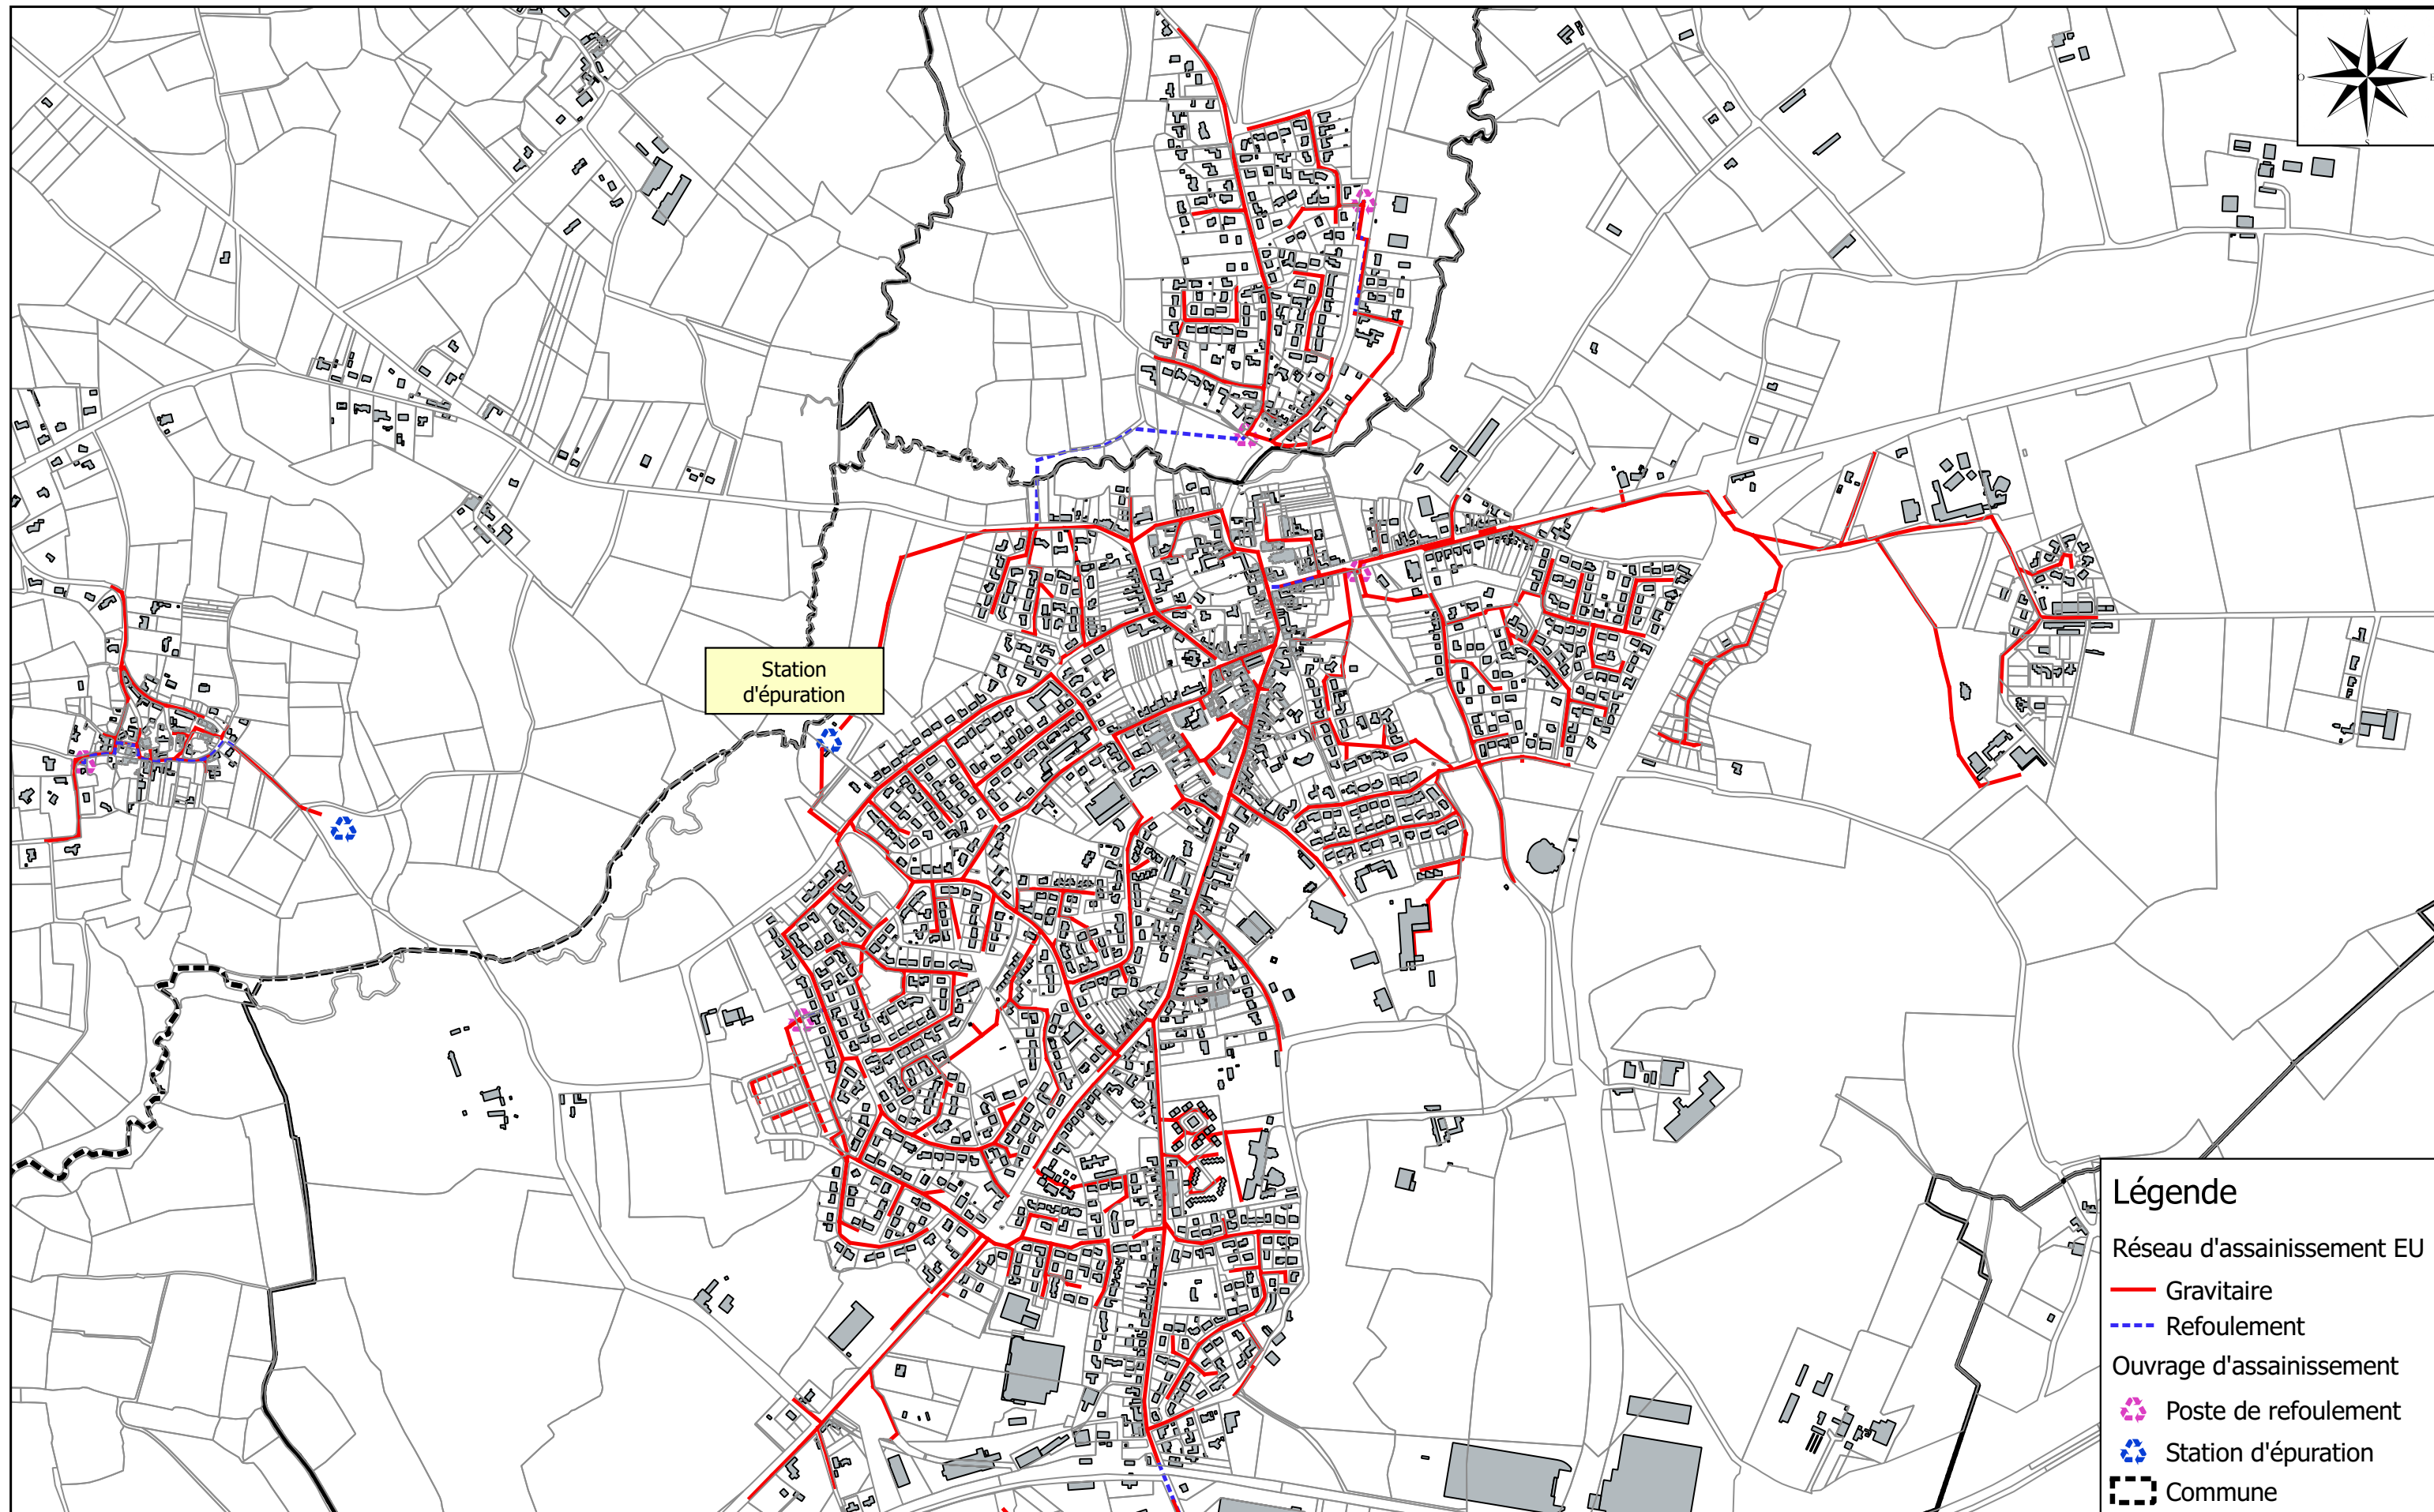 N
O
E
S
Station
d'épuration
Légende
Réseau d'assainissement EU
Gravitaire
Refoulement
Ouvrage d'assainissement
Poste de refoulement
Station d'épuration
Commune